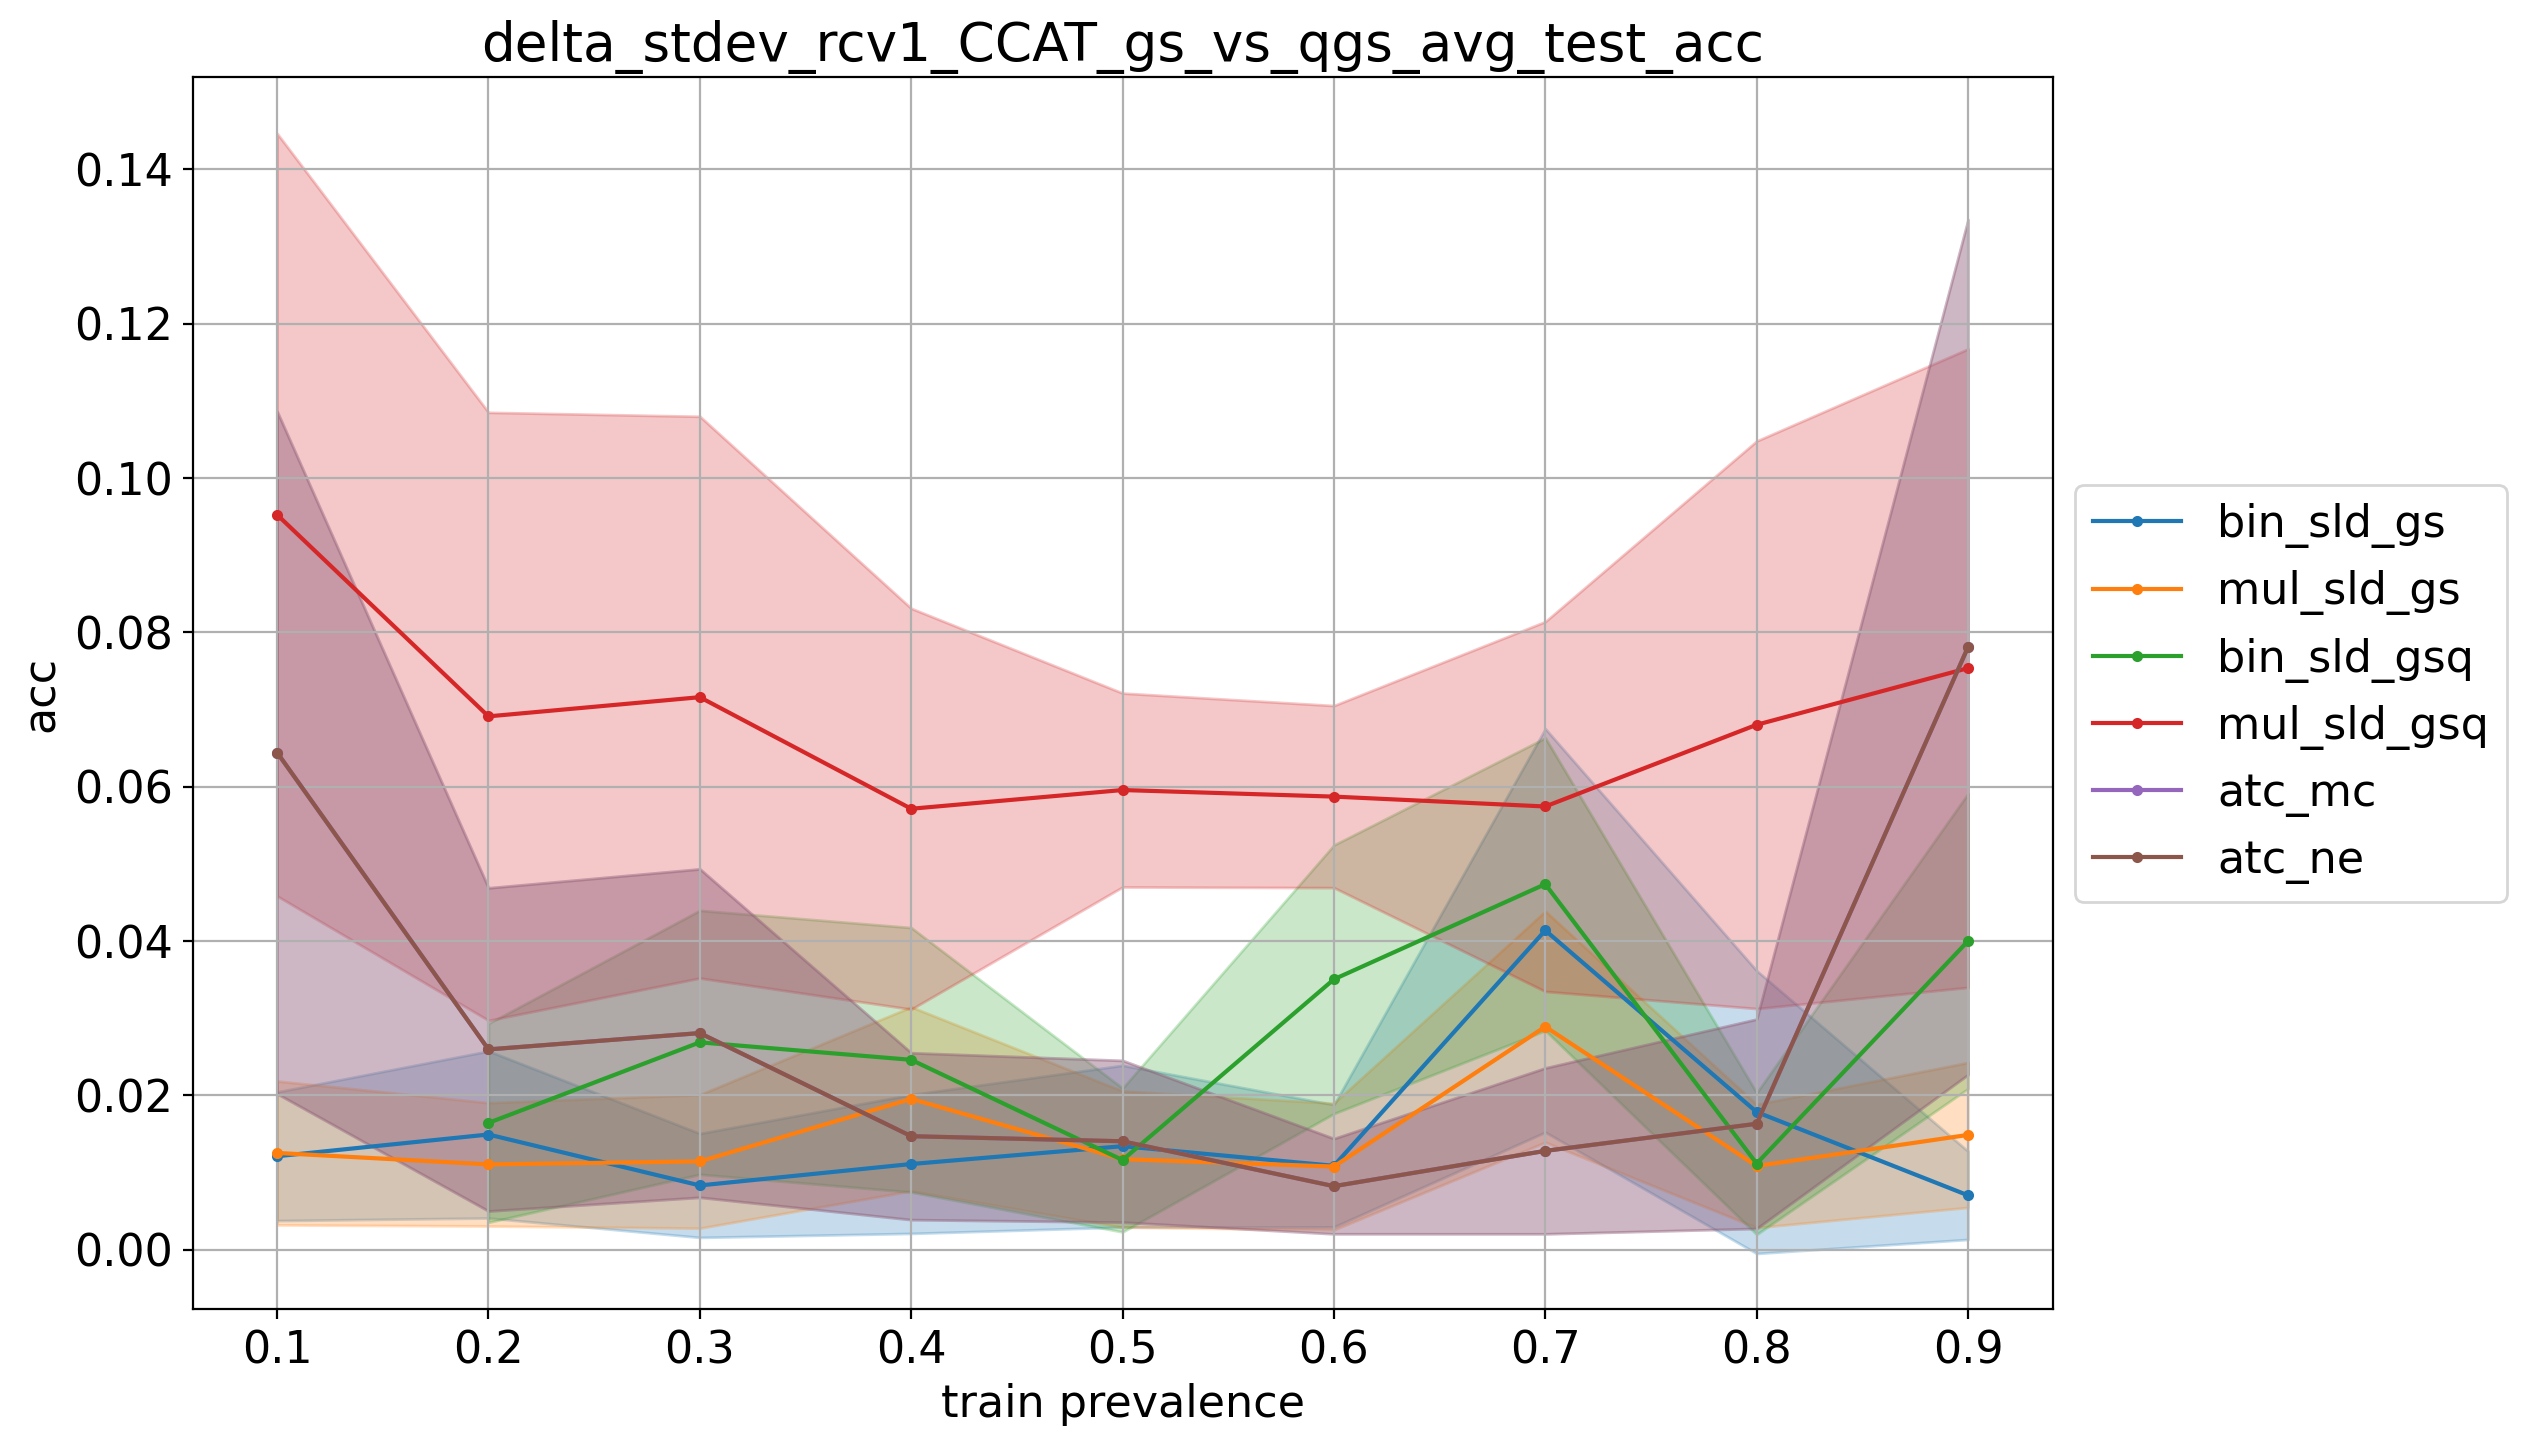 delta_stdev_rcv1_CCAT_gs_vs_qgs_avg_test_acc
0.14
0.12
0.10
0.08
0.06
0.04
0.02
0.00
acc
0.1 0.2 0.3 0.4 0.5 0.6 0.7 0.8 0.9
train prevalence
bin_sld_gs
mul_sld_gs
bin_sld_gsq
mul_sld_gsq
atc_mc
atc_ne